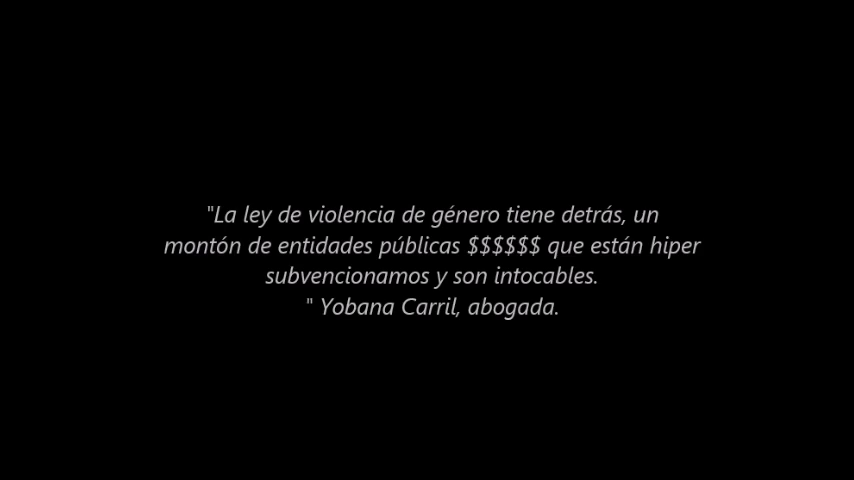 "La ley de violencia de género tiene detrás, un
montón de entidades públicas $$$$$$ que están hiper
subvencionamos y son intocables.
" Yobana Carril, abogada.